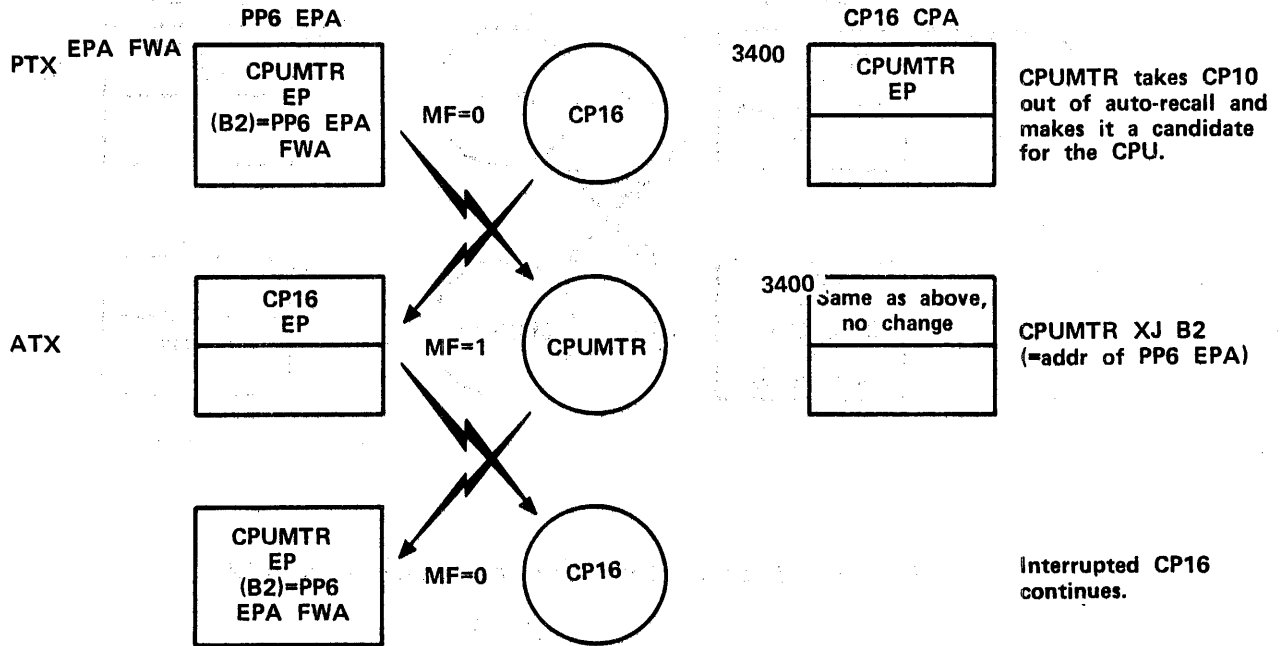 PP6 EPA
CP16 CPA
PTX
EPA FWA
CPUMTR
EP
(B2)=PP6 EPA
FWA
MF=0
CP16
3400
CPUMTR
EP
CPUMTR takes CP10
out of auto-recall and
makes it a candidate
for the CPU.
ATX
CP16
EP
MF=1
CPUMTR
3400
Same as above,
no change
CPUMTR XJ B2
(=addr of PP6 EPA)
CPUMTR
EP
(B2)=PP6
EPA FWA
MF=0
CP16
Interrupted CP16
continues.